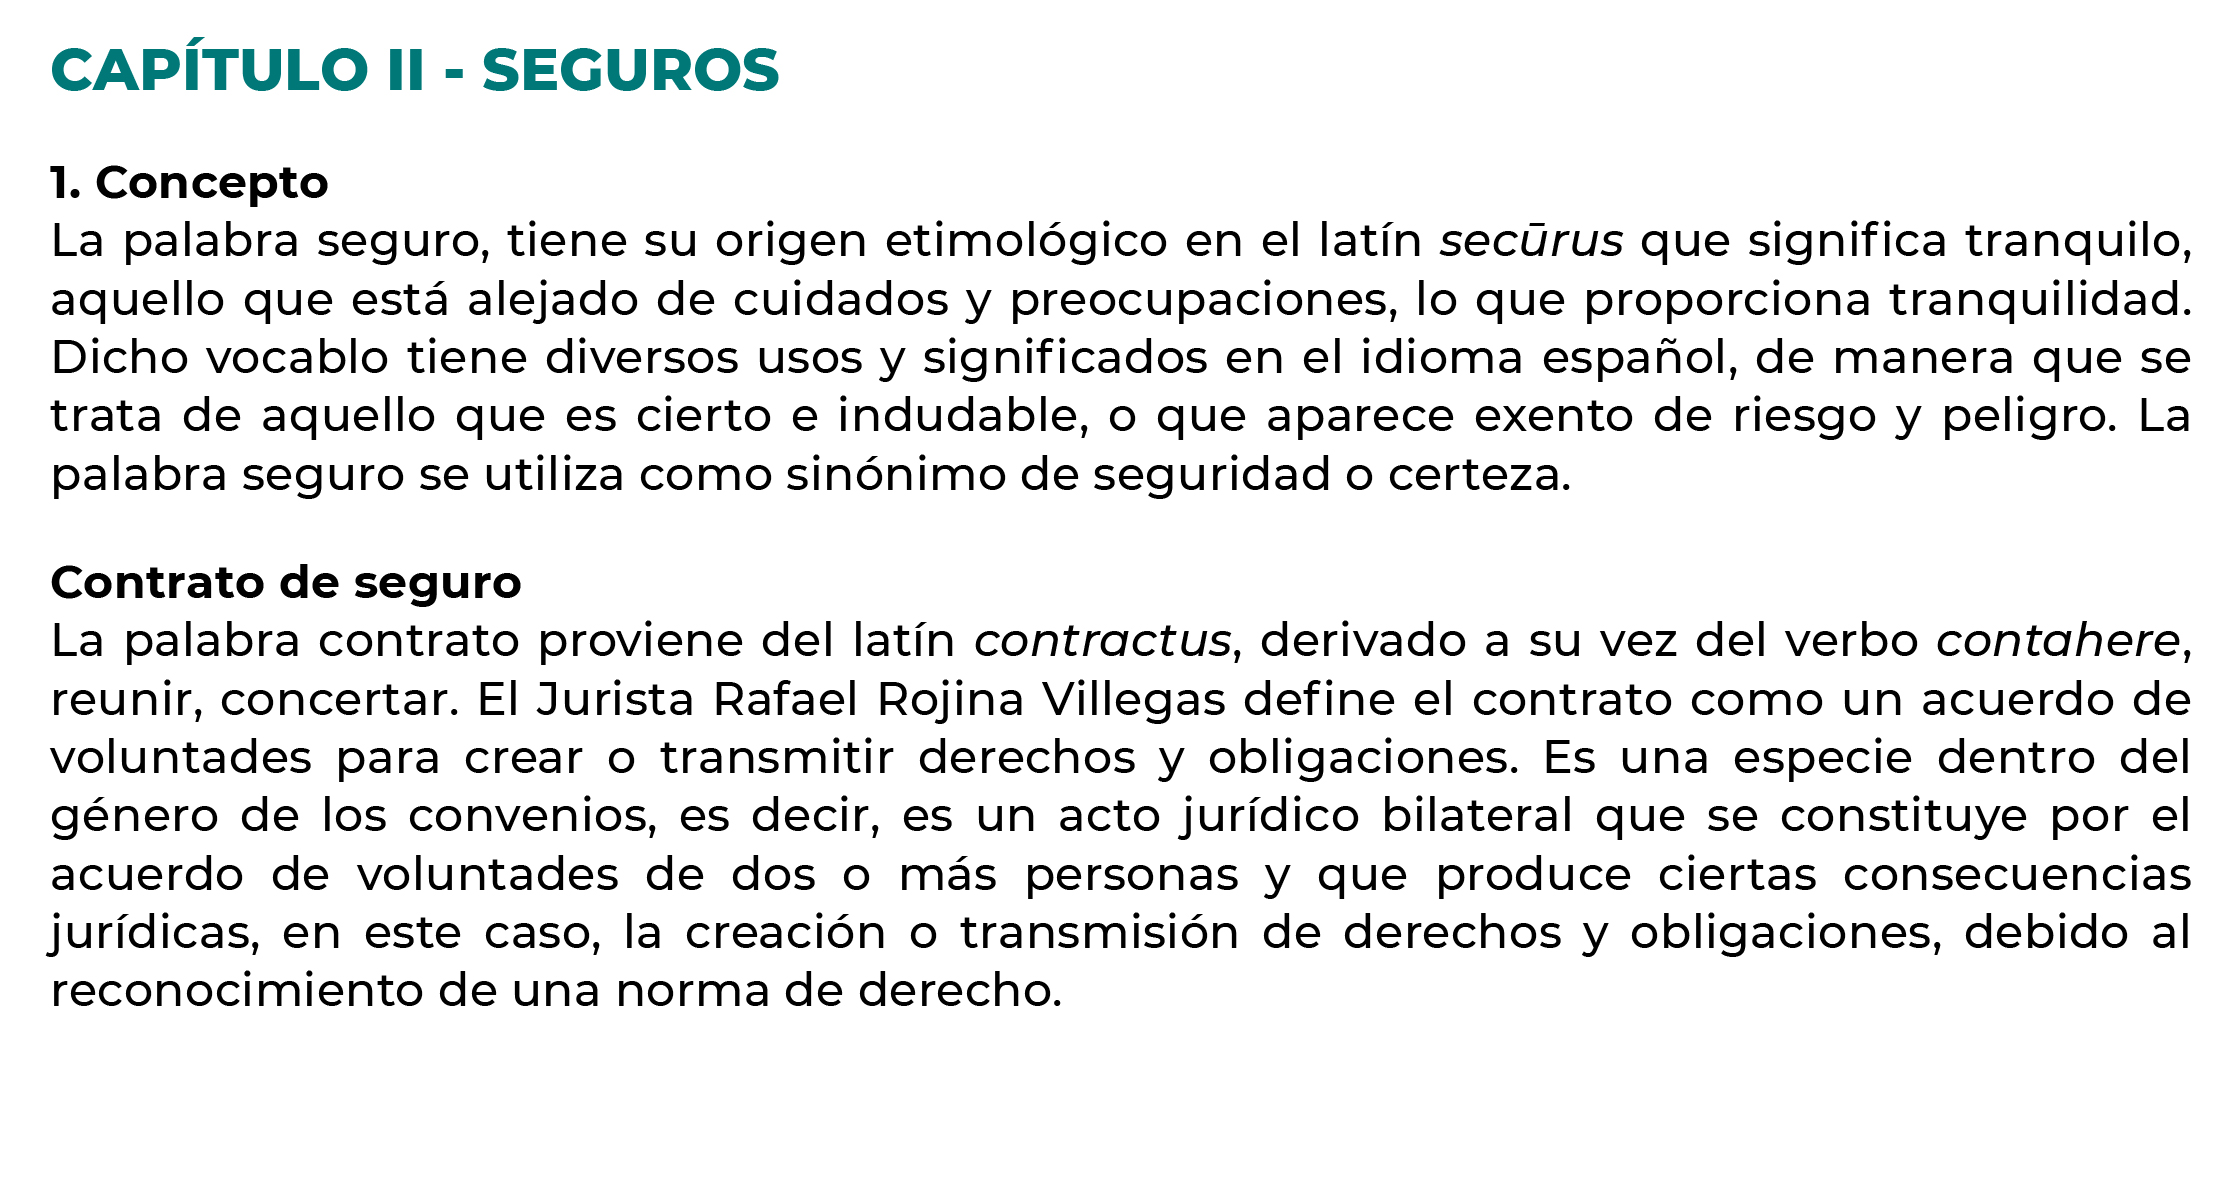 CAPÍTULO II - SEGUROS
1. Concepto
La palabra seguro, tiene su origen etimológico en el latín secūrus que significa tranquilo,
aquello que está alejado de cuidados y preocupaciones, lo que proporciona tranquilidad.
Dicho vocablo tiene diversos usos y significados en el idioma español, de manera que se
trata de aquello que es cierto e indudable, o que aparece exento de riesgo y peligro. La
palabra seguro se utiliza como sinónimo de seguridad o certeza.
Contrato de seguro
La palabra contrato proviene del latín contractus, derivado a su vez del verbo contahere,
reunir, concertar. El Jurista Rafael Rojina Villegas define el contrato como un acuerdo de
voluntades para crear o transmitir derechos y obligaciones. Es una especie dentro del
género de los convenios, es decir, es un acto jurídico bilateral que se constituye por el
acuerdo de voluntades de dos o más personas y que produce ciertas consecuencias
jurídicas, en este caso, la creación o transmisión de derechos y obligaciones, debido al
reconocimiento de una norma de derecho.